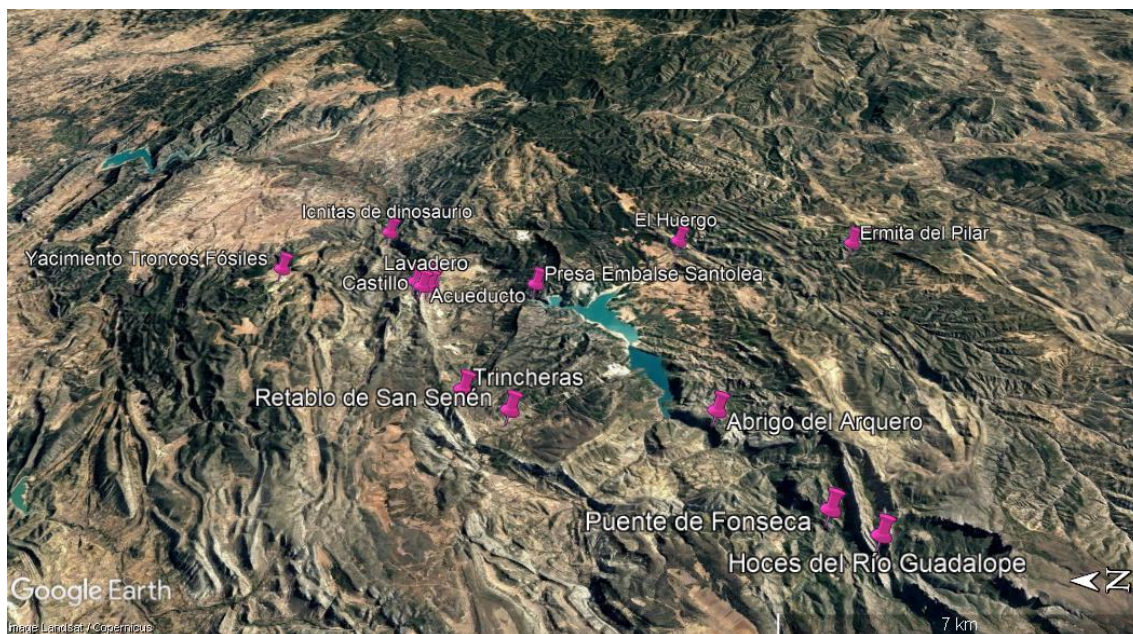 Icnitas de dinosaurio
El Huergo
Ermita del Pilar
Yacimiento Troncos Fósiles
Lavadero
Castillo
Presa Embalse Santolea
Acueducto
Trincheras
Retablo de San Senén
Abrigo del Arquero
Puente de Fonseca
Hoces del Río Guadalope
Google Earth
N
Image Landsat / Copernicus
7 km